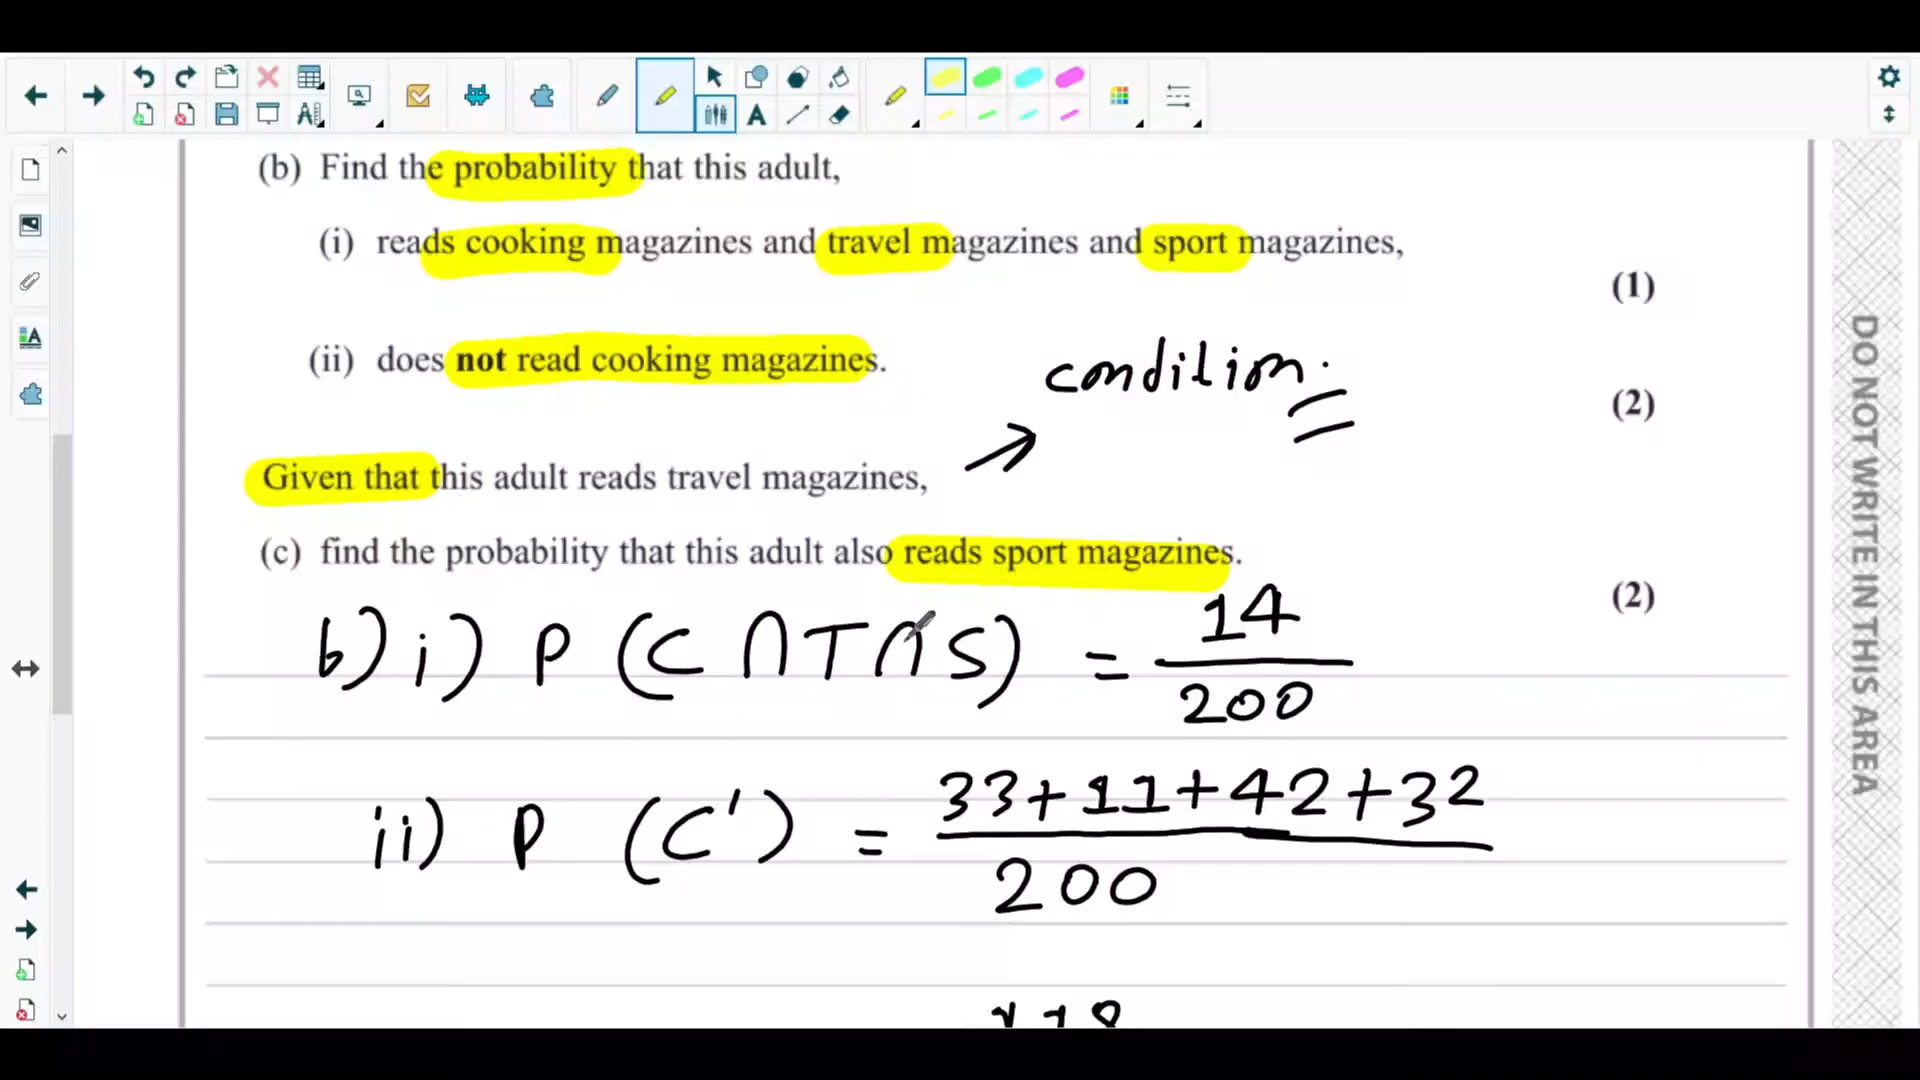 (b) Find the probability that this adult,
(i) reads cooking magazines and travel magazines and sport magazines,
(1)
(ii) does not read cooking magazines.
condition.
(2)
Given that this adult reads travel magazines,
(c) find the probability that this adult also reads sport magazines.
(2)
b) i) P (C ∩ T ∩ S) = 14
200
ii) P (C') = 33+11+42+32
200
118
DO NOT WRITE IN THIS AREA